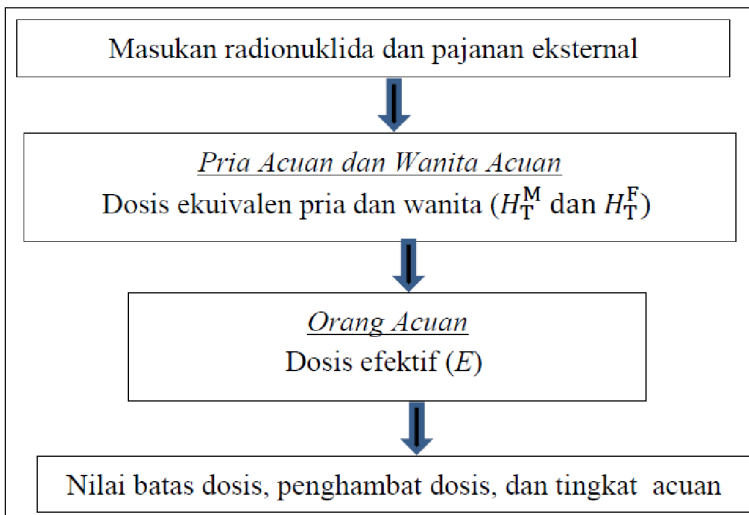 Masukan radionuklida dan pajanan eksternal
Pria Acuan dan Wanita Acuan
Dosis ekuivalen pria dan wanita (H_T^M dan H_T^F)
Orang Acuan
Dosis efektif (E)
Nilai batas dosis, penghambat dosis, dan tingkat acuan